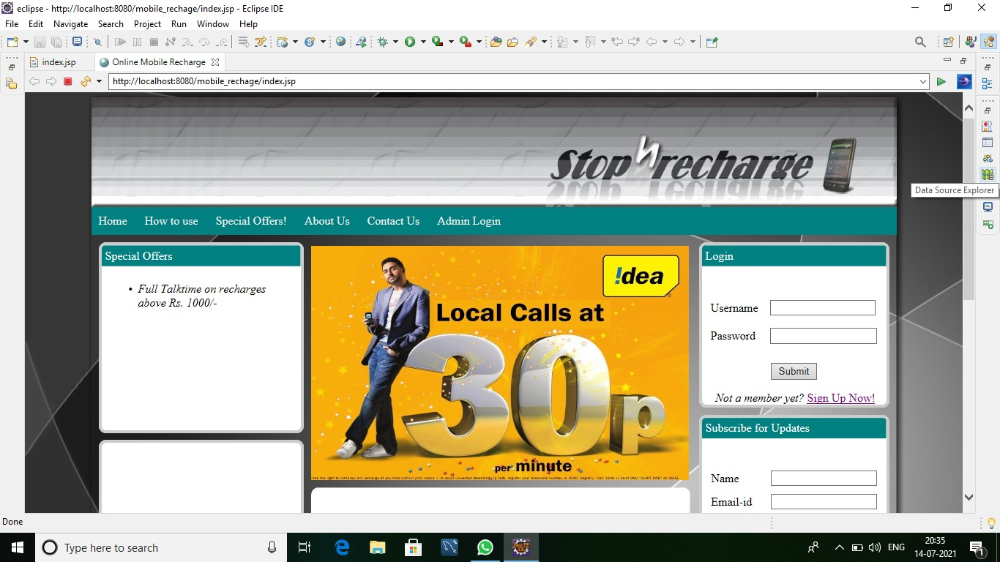 eclipse - http://localhost:8080/mobile_rechage/index.jsp - Eclipse IDE
File Edit Navigate Search Project Run Window Help
index.jsp Online Mobile Recharge
http://localhost:8080/mobile_rechage/index.jsp
Stop n recharge
Data Source Explorer
Home How to use Special Offers! About Us Contact Us Admin Login
Special Offers
• Full Talktime on recharges
above Rs. 1000/-
!dea
Local Calls at
30p
per minute
Login
Username
Password
Submit
Not a member yet? Sign Up Now!
Subscribe for Updates
Name
Email-id
Done
Type here to search
ENG
20:35
14-07-2021
1